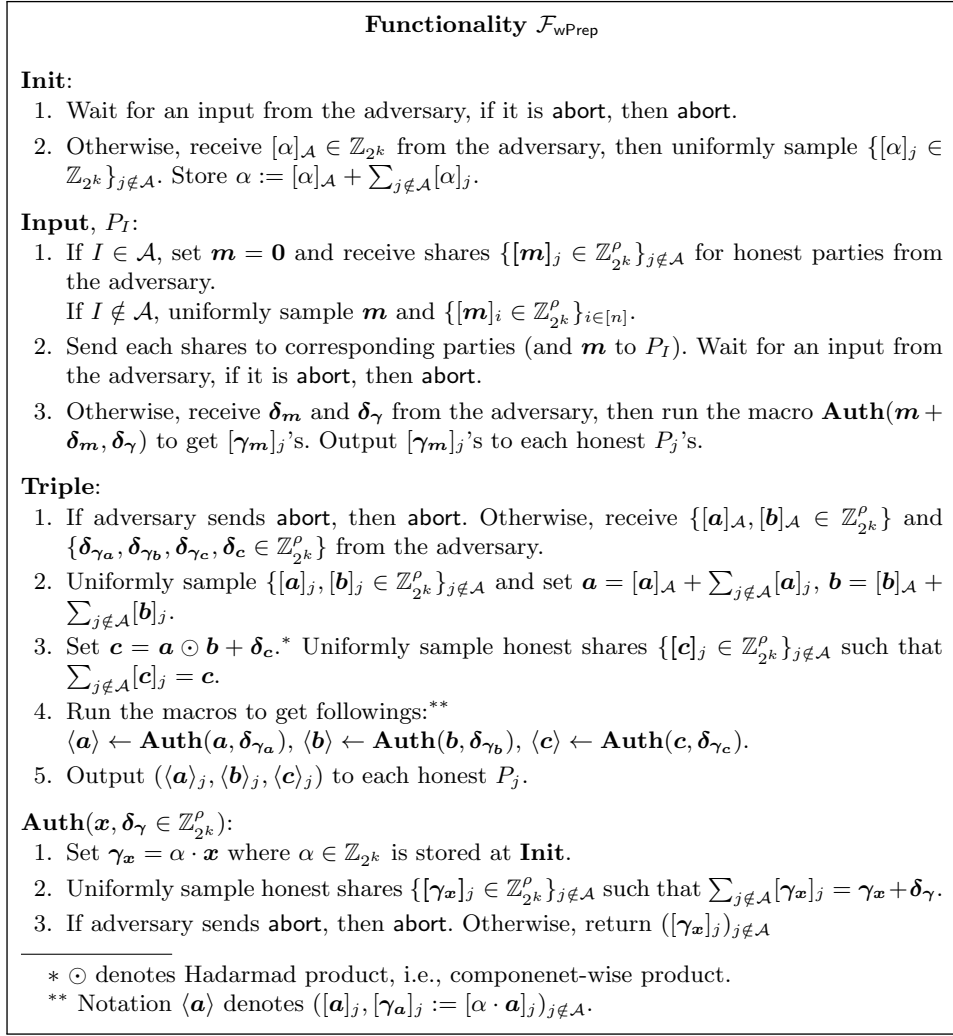 Functionality 𝓕_wPrep
Init:
1. Wait for an input from the adversary, if it is abort, then abort.
2. Otherwise, receive [α]_𝒜 ∈ ℤ_{2^k} from the adversary, then uniformly sample {[α]_j ∈
ℤ_{2^k}}_{j∉𝒜}. Store α := [α]_𝒜 + ∑_{j∉𝒜}[α]_j.
Input, P_I:
1. If I ∈ 𝒜, set m = 0 and receive shares {[m]_j ∈ ℤ^ρ_{2^k}}_{j∉𝒜} for honest parties from
the adversary.
If I ∉ 𝒜, uniformly sample m and {[m]_i ∈ ℤ^ρ_{2^k}}_{i∈[n]}.
2. Send each shares to corresponding parties (and m to P_I). Wait for an input from
the adversary, if it is abort, then abort.
3. Otherwise, receive δ_m and δ_γ from the adversary, then run the macro Auth(m +
δ_m, δ_γ) to get [γ_m]_j's. Output [γ_m]_j's to each honest P_j's.
Triple:
1. If adversary sends abort, then abort. Otherwise, receive {[a]_𝒜, [b]_𝒜 ∈ ℤ^ρ_{2^k}} and
{δ_{γ_a}, δ_{γ_b}, δ_{γ_c}, δ_c ∈ ℤ^ρ_{2^k}} from the adversary.
2. Uniformly sample {[a]_j, [b]_j ∈ ℤ^ρ_{2^k}}_{j∉𝒜} and set a = [a]_𝒜 + ∑_{j∉𝒜}[a]_j, b = [b]_𝒜 +
∑_{j∉𝒜}[b]_j.
3. Set c = a ⊙ b + δ_c.* Uniformly sample honest shares {[c]_j ∈ ℤ^ρ_{2^k}}_{j∉𝒜} such that
∑_{j∉𝒜}[c]_j = c.
4. Run the macros to get followings:**
⟨a⟩ ← Auth(a, δ_{γ_a}), ⟨b⟩ ← Auth(b, δ_{γ_b}), ⟨c⟩ ← Auth(c, δ_{γ_c}).
5. Output (⟨a⟩_j, ⟨b⟩_j, ⟨c⟩_j) to each honest P_j.
Auth(x, δ_γ ∈ ℤ^ρ_{2^k}):
1. Set γ_x = α · x where α ∈ ℤ_{2^k} is stored at Init.
2. Uniformly sample honest shares {[γ_x]_j ∈ ℤ^ρ_{2^k}}_{j∉𝒜} such that ∑_{j∉𝒜}[γ_x]_j = γ_x+δ_γ.
3. If adversary sends abort, then abort. Otherwise, return ([γ_x]_j)_{j∉𝒜}
* ⊙ denotes Hadarmad product, i.e., componenet-wise product.
** Notation ⟨a⟩ denotes ([a]_j, [γ_a]_j := [α · a]_j)_{j∉𝒜}.